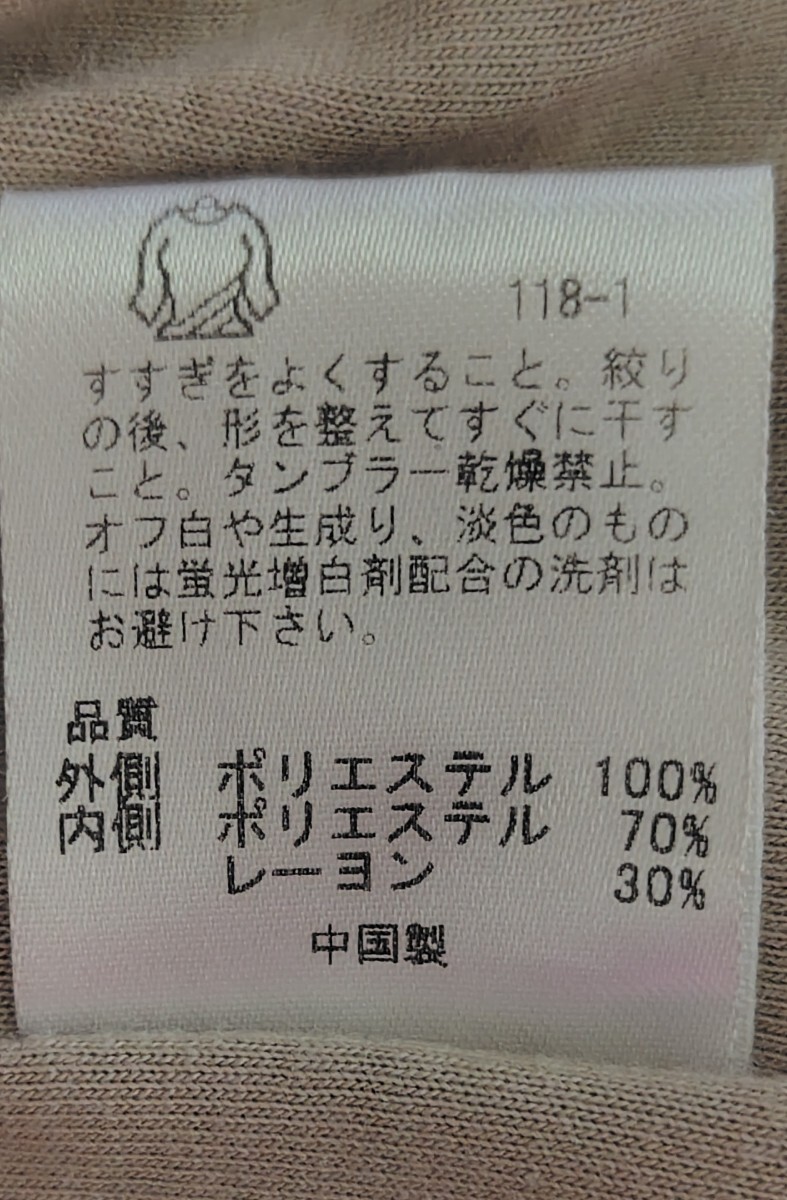 118-1
すすぎをよくすること。絞り
の後、形を整えてすぐに干す
こと。タンブラー乾燥禁止。
オフ白や生成り、淡色のもの
には蛍光増白剤配合の洗剤は
お避け下さい。
品質
外側 ポリエステル 100%
内側 ポリエステル 70%
レーヨン 30%
中国製